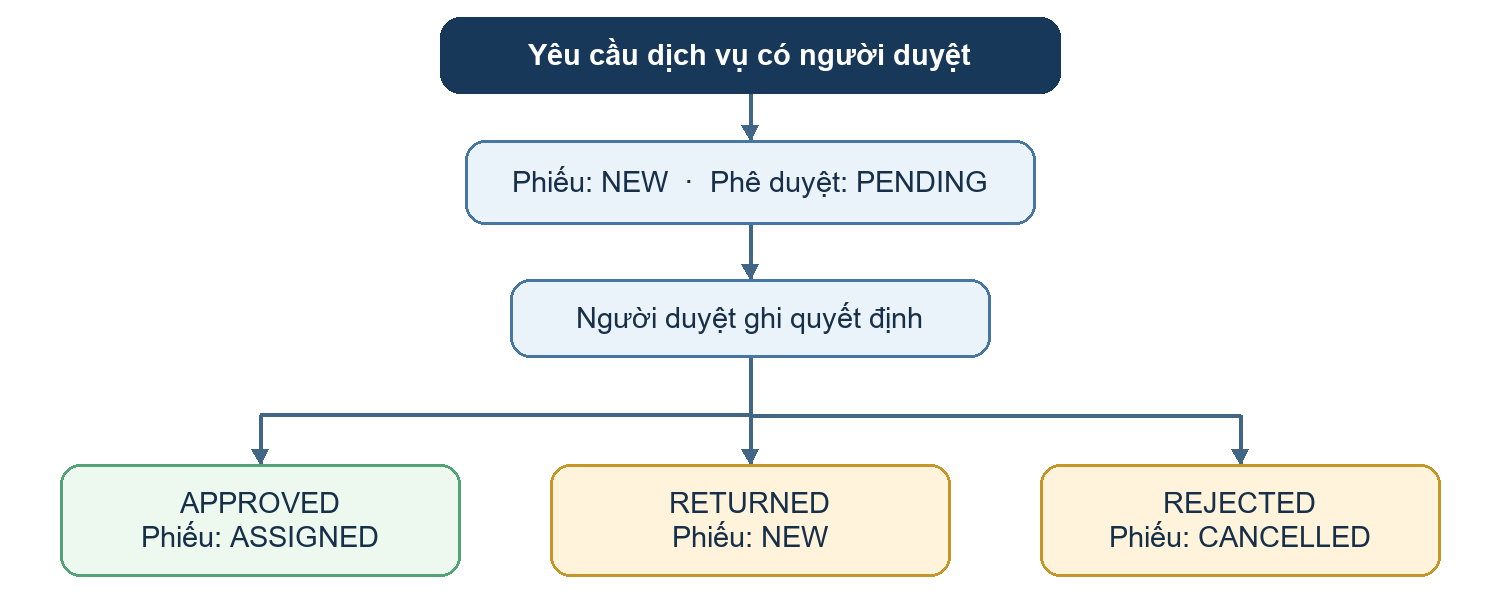 Yêu cầu dịch vụ có người duyệt
Phiếu: NEW · Phê duyệt: PENDING
Người duyệt ghi quyết định
APPROVED
Phiếu: ASSIGNED
RETURNED
Phiếu: NEW
REJECTED
Phiếu: CANCELLED